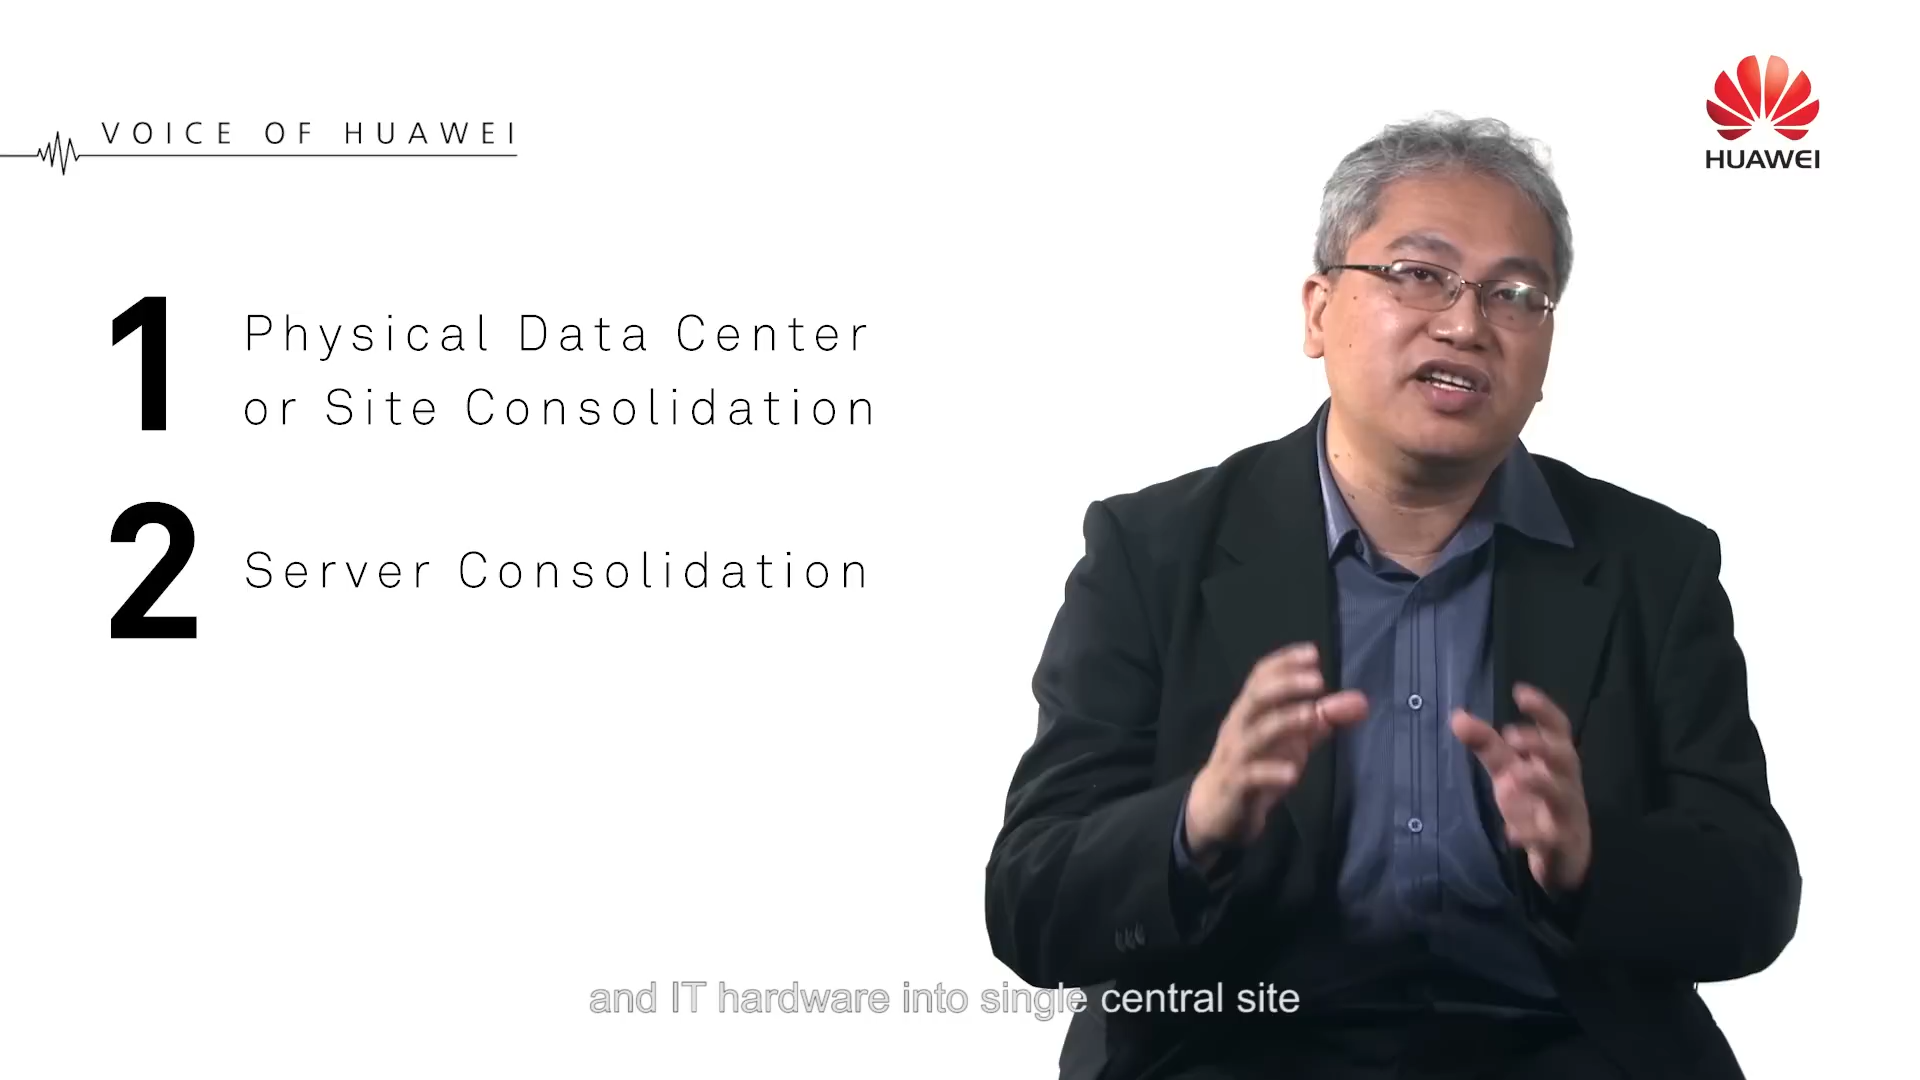 VOICE OF HUAWEI
HUAWEI
1
Physical Data Center
or Site Consolidation
2
Server Consolidation
and IT hardware into single central site